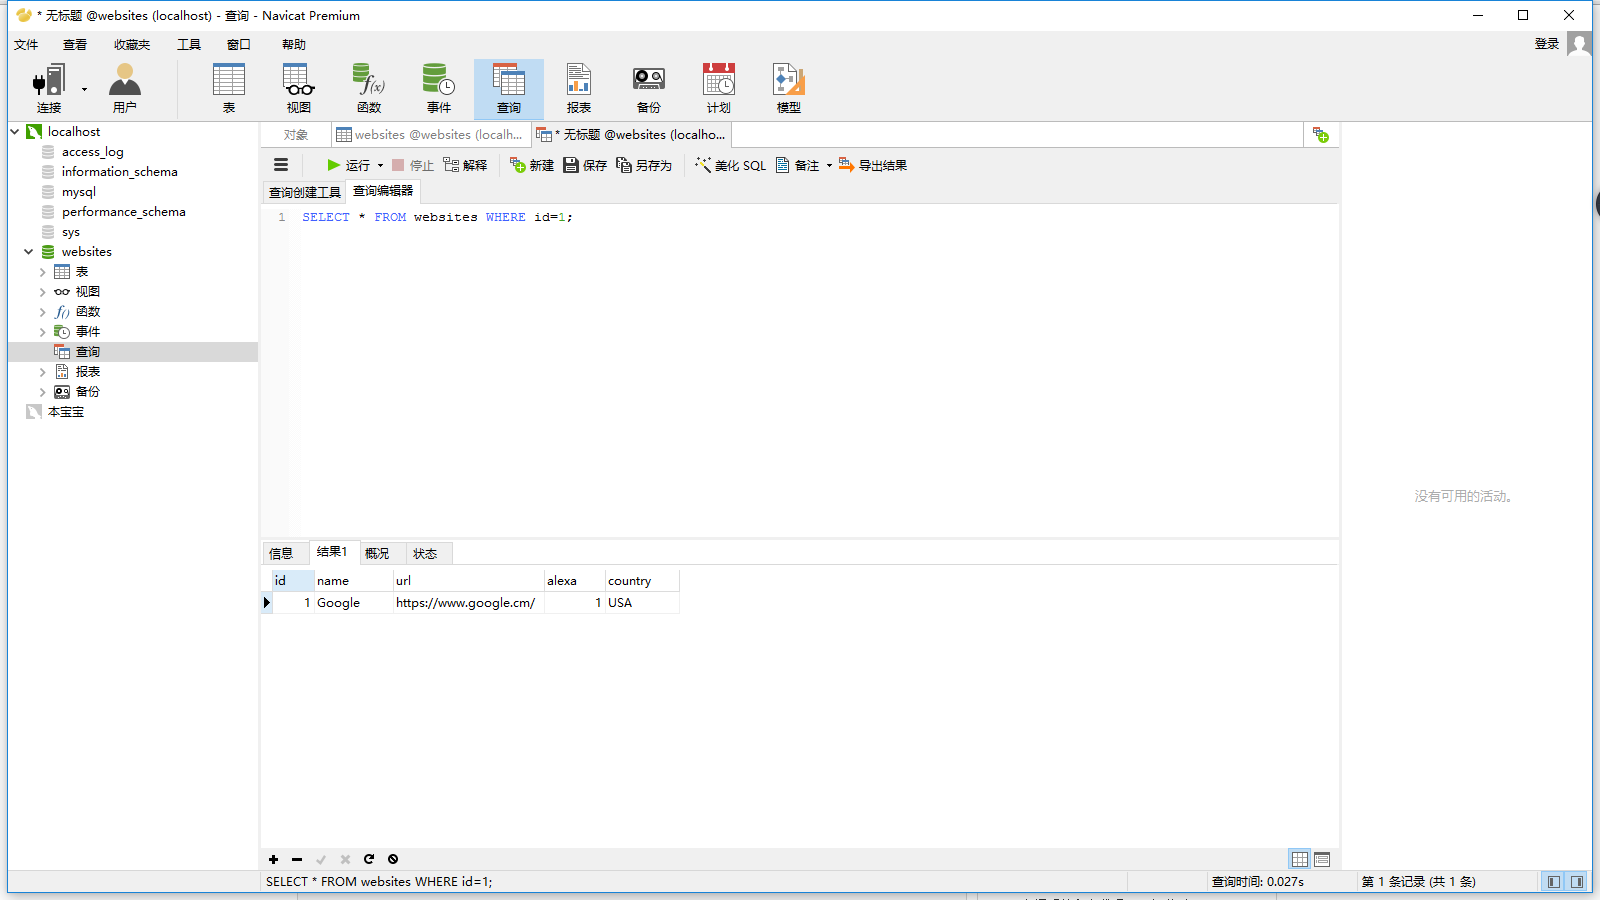 * 无标题 @websites (localhost) - 查询 - Navicat Premium
文件 查看 收藏夹 工具 窗口 帮助 登录
连接 用户 表 视图 函数 事件 查询 报表 备份 计划 模型
localhost
access_log
information_schema
mysql
performance_schema
sys
websites
表
视图
函数
事件
查询
报表
备份
本宝宝
对象 websites @websites (localh... * 无标题 @websites (localho...
运行 停止 解释 新建 保存 另存为 美化 SQL 备注 导出结果
查询创建工具 查询编辑器
1 SELECT * FROM websites WHERE id=1;
没有可用的活动。
信息 结果1 概况 状态
id name url alexa country
1 Google https://www.google.cm/ 1 USA
SELECT * FROM websites WHERE id=1; 查询时间: 0.027s 第 1 条记录 (共 1 条)